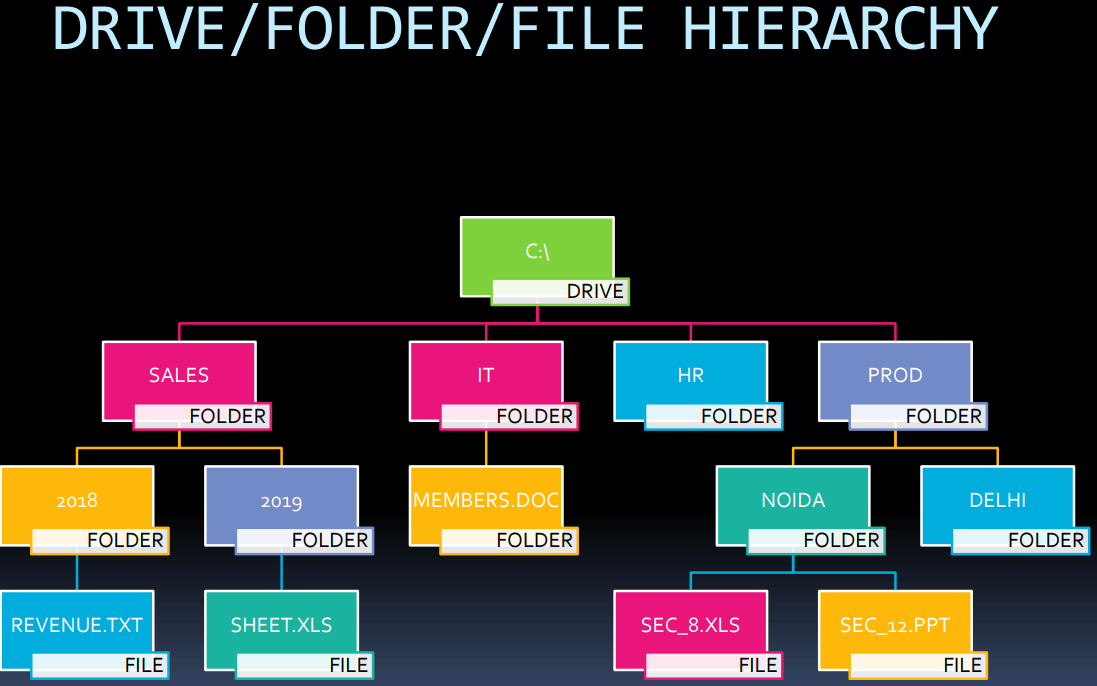 DRIVE/FOLDER/FILE HIERARCHY
C:\
DRIVE
SALES
FOLDER
IT
FOLDER
HR
FOLDER
PROD
FOLDER
2018
FOLDER
2019
FOLDER
MEMBERS.DOC
FOLDER
NOIDA
FOLDER
DELHI
FOLDER
REVENUE.TXT
FILE
SHEET.XLS
FILE
SEC_8.XLS
FILE
SEC_12.PPT
FILE